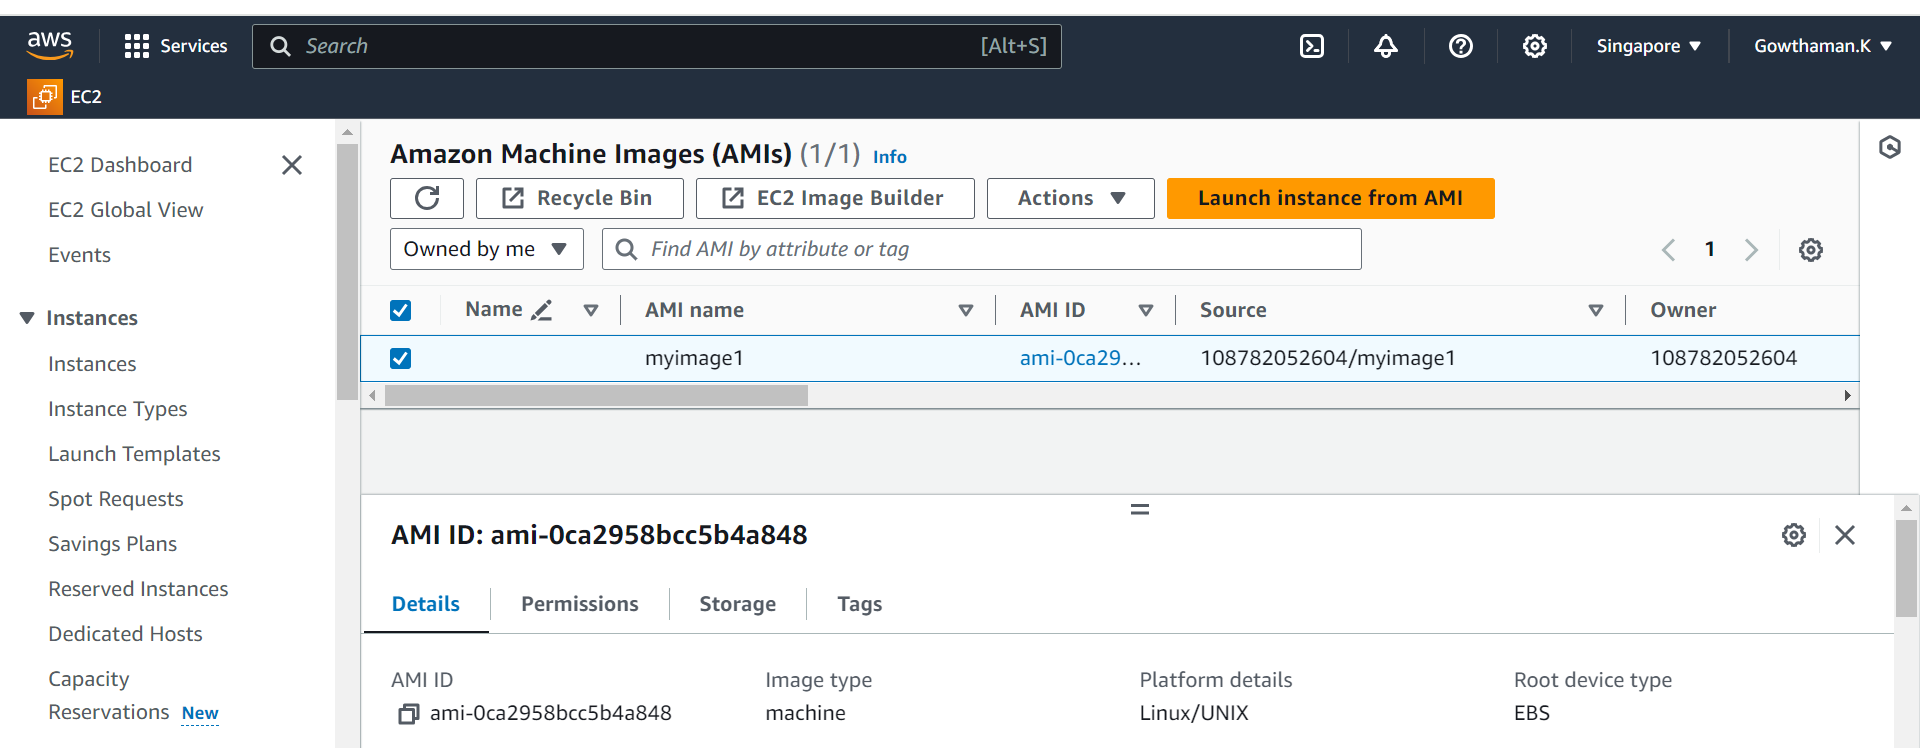 aws
Services
Search
[Alt+S]
Singapore
Gowthaman.K
EC2
EC2 Dashboard
EC2 Global View
Events
Instances
Instances
Instance Types
Launch Templates
Spot Requests
Savings Plans
Reserved Instances
Dedicated Hosts
Capacity
Reservations New
Amazon Machine Images (AMIs) (1/1) Info
Recycle Bin
EC2 Image Builder
Actions
Launch instance from AMI
Owned by me
Find AMI by attribute or tag
1
Name
AMI name
AMI ID
Source
Owner
myimage1
ami-0ca29...
108782052604/myimage1
108782052604
AMI ID: ami-0ca2958bcc5b4a848
Details
Permissions
Storage
Tags
AMI ID
ami-0ca2958bcc5b4a848
Image type
machine
Platform details
Linux/UNIX
Root device type
EBS